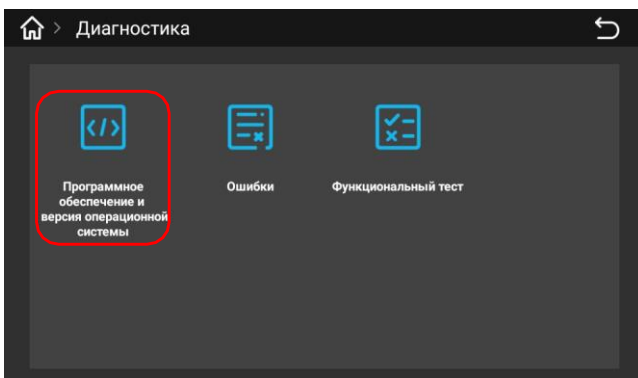 > Диагностика
Программное
обеспечение и
версия операционной
системы
Ошибки
Функциональный тест